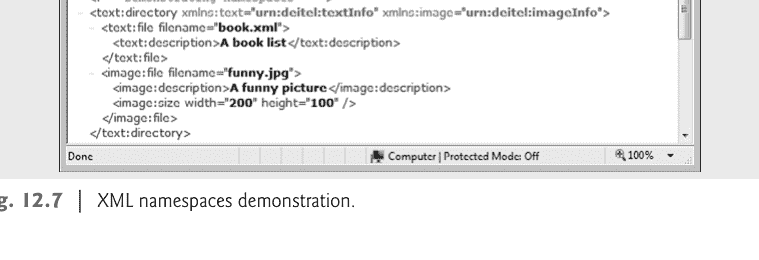 - <text:directory xmlns:text="urn:deitel:textInfo" xmlns:image="urn:deitel:imageInfo">
- <text:file filename="book.xml">
<text:description>A book list</text:description>
</text:file>
- <image:file filename="funny.jpg">
<image:description>A funny picture</image:description>
<image:size width="200" height="100" />
</image:file>
</text:directory>
Done Computer | Protected Mode: Off 100%
g. 12.7 | XML namespaces demonstration.